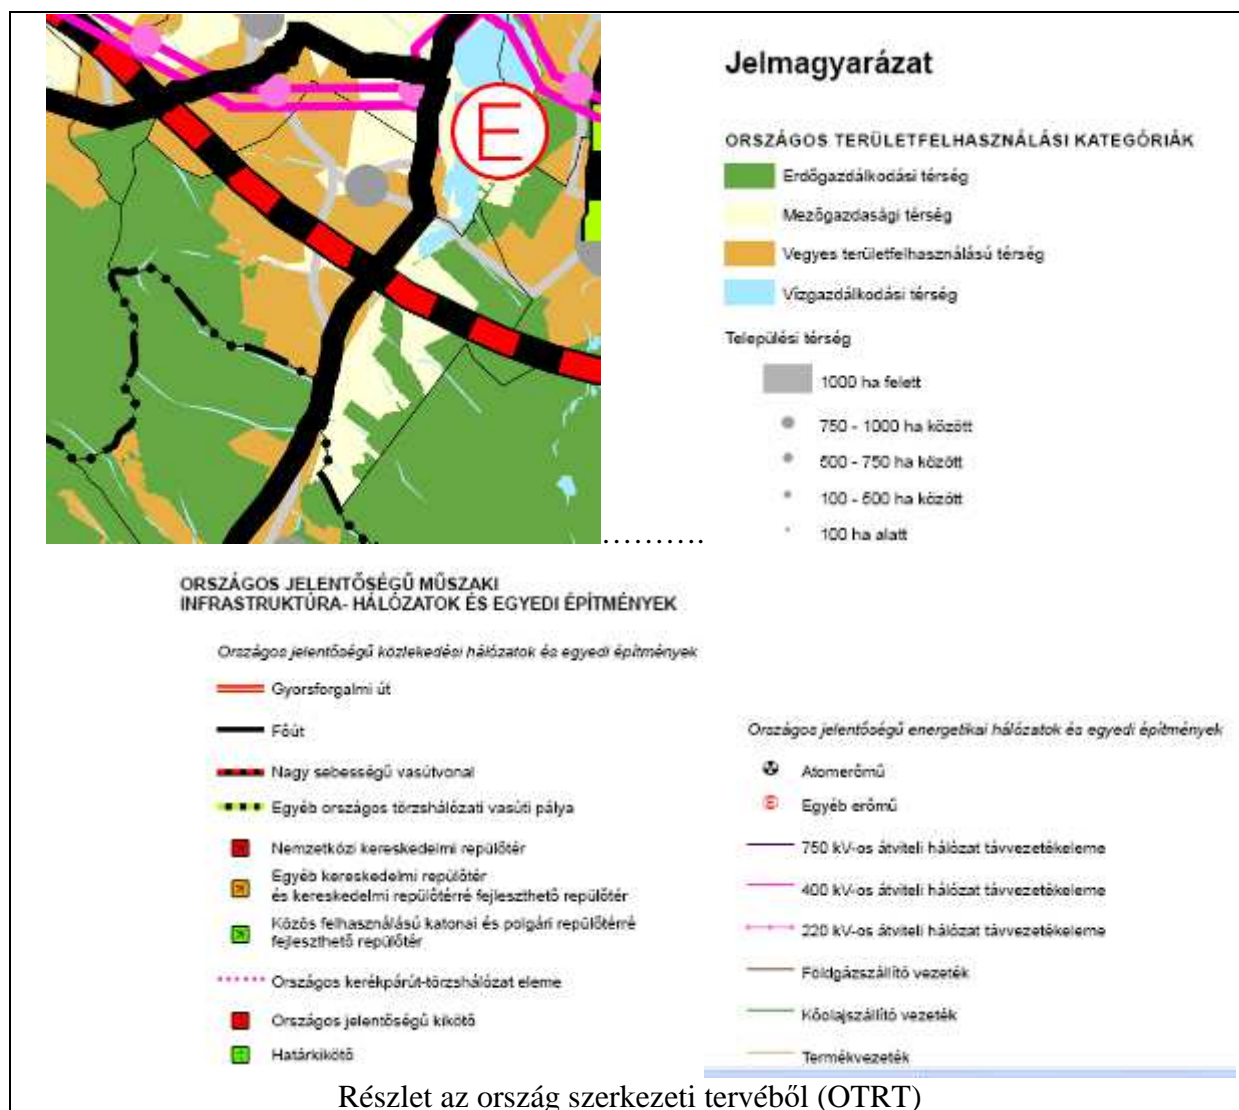 E
Jelmagyarázat
ORSZÁGOS TERÜLETFELHASZNÁLÁSI KATEGÓRIÁK
Erdőgazdálkodási térség
Mezőgazdasági térség
Vegyes területfelhasználású térség
Vízgazdálkodási térség
Települési térség
1000 ha felett
750 - 1000 ha között
500 - 750 ha között
100 - 500 ha között
100 ha alatt
……….
ORSZÁGOS JELENTŐSÉGŰ MŰSZAKI
INFRASTRUKTÚRA- HÁLÓZATOK ÉS EGYEDI ÉPÍTMÉNYEK
Országos jelentőségű közlekedési hálózatok és egyedi építmények
Gyorsforgalmi út
Főút
Nagy sebességű vasútvonal
Egyéb országos törzshálózati vasúti pálya
Nemzetközi kereskedelmi repülőtér
Egyéb kereskedelmi repülőtér
és kereskedelmi repülőtérré fejleszthető repülőtér
Közös felhasználású katonai és polgári repülőtérré
fejleszthető repülőtér
Országos kerékpárút-törzshálózat eleme
Országos jelentőségű kikötő
Határkikötő
Országos jelentőségű energetikai hálózatok és egyedi építmények
Atomerőmű
E Egyéb erőmű
750 kV-os átviteli hálózat távvezetékeleme
400 kV-os átviteli hálózat távvezetékeleme
220 kV-os átviteli hálózat távvezetékeleme
Földgázszállító vezeték
Kőolajszállító vezeték
Termékvezeték
Részlet az ország szerkezeti tervéből (OTRT)